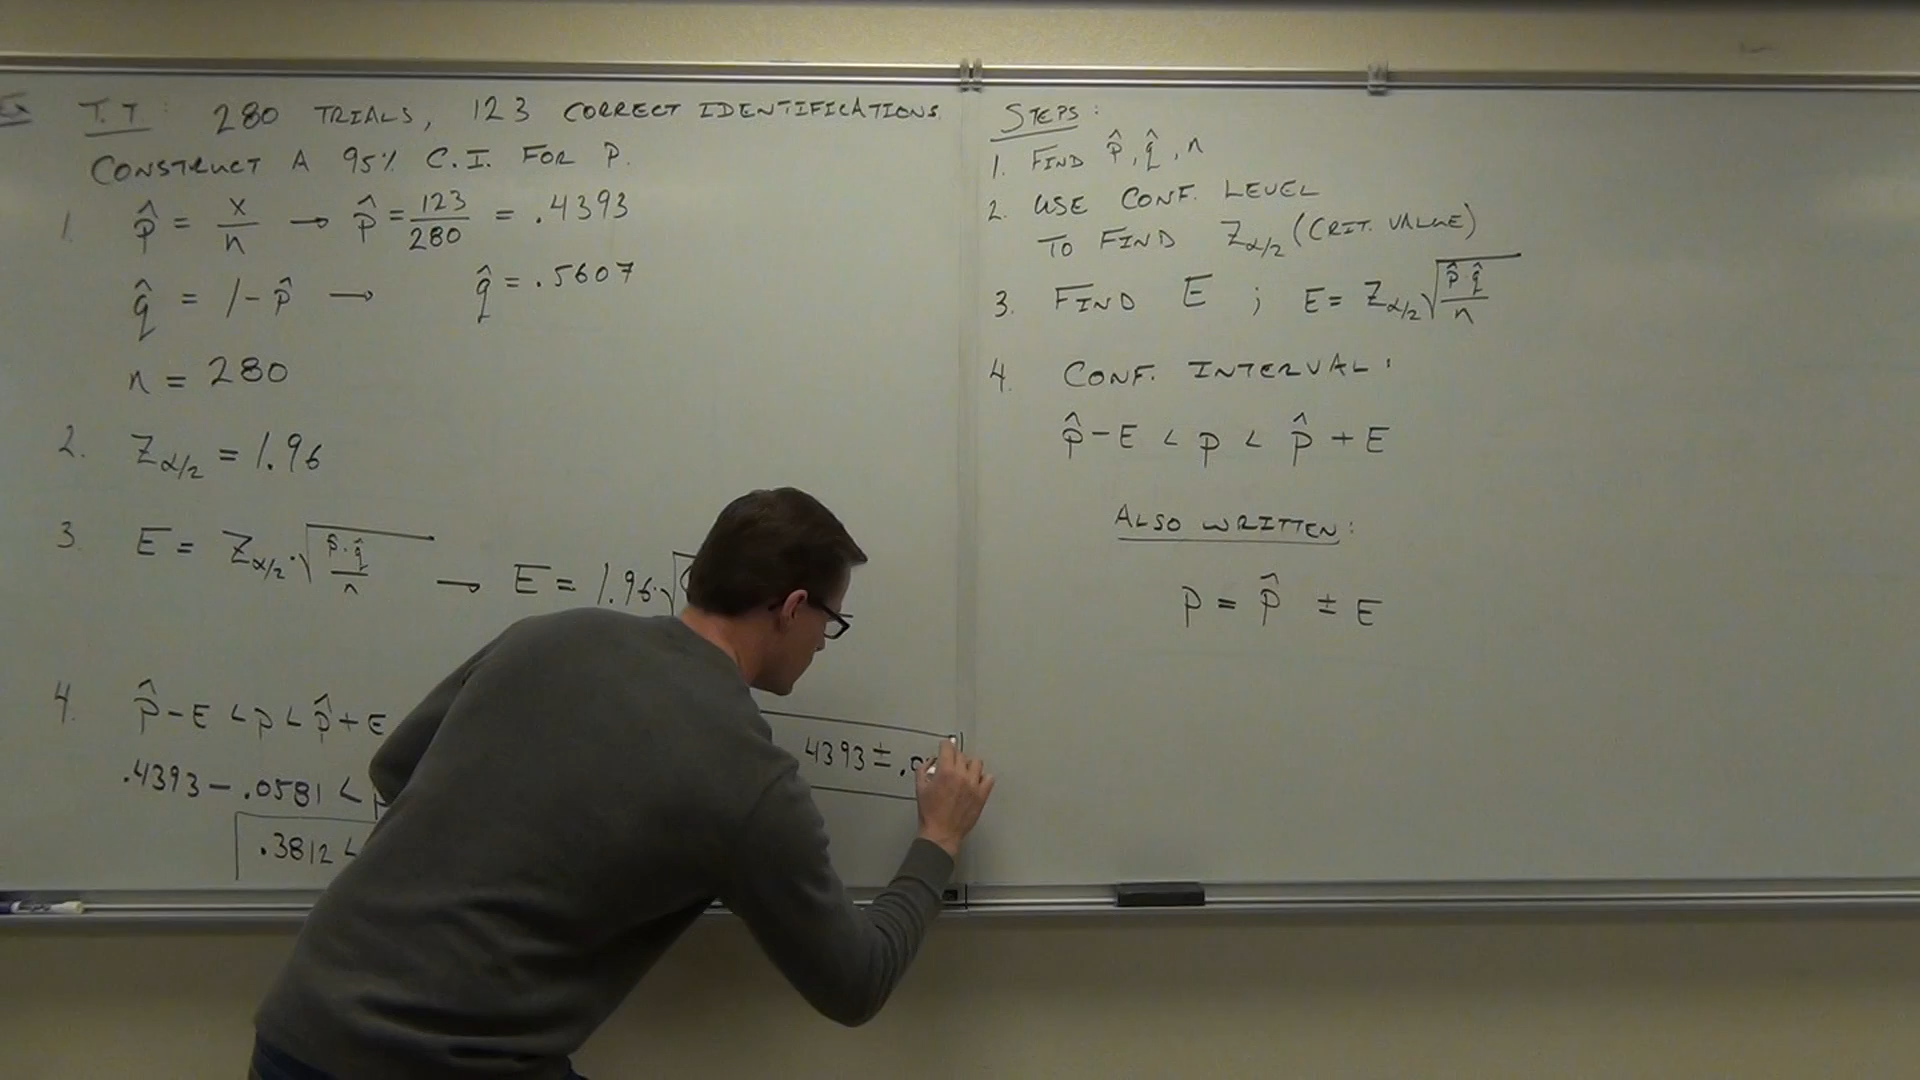 Ex T.T: 280 TRIALS, 123 CORRECT IDENTIFICATIONS.
CONSTRUCT A 95% C.I. FOR P.
1. p̂ = x/n → p̂ = 123/280 = .4393
q̂ = 1 - p̂ → q̂ = .5607
n = 280
2. Zα/2 = 1.96
3. E = Zα/2 · √(p̂·q̂/n) → E = 1.96·√
4. p̂ - E < p < p̂ + E
.4393 - .0581 <
.3812 <
.4393 ±
STEPS:
1. FIND p̂, q̂, n
2. USE CONF. LEVEL
TO FIND Zα/2 (CRIT. VALUE)
3. FIND E ; E = Zα/2 √(p̂·q̂/n)
4. CONF. INTERVAL:
p̂ - E < p < p̂ + E
ALSO WRITTEN:
p = p̂ ± E